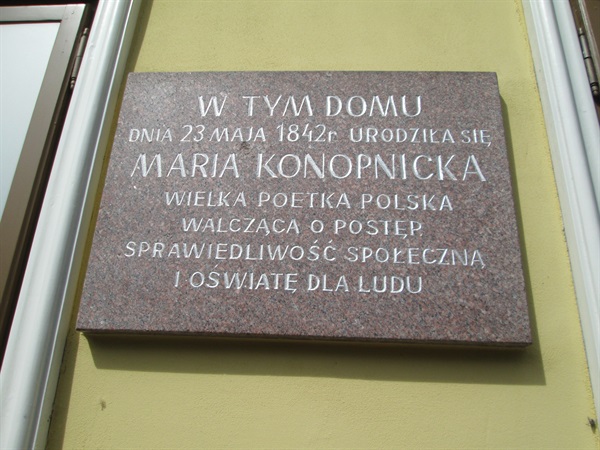 W TYM DOMU
DNIA 23 MAJA 1842r. URODZIŁA SIĘ
MARIA KONOPNICKA
WIELKA POETKA POLSKA
WALCZĄCA O POSTĘP,
SPRAWIEDLIWOŚĆ SPOŁECZNĄ
I OŚWIATĘ DLA LUDU